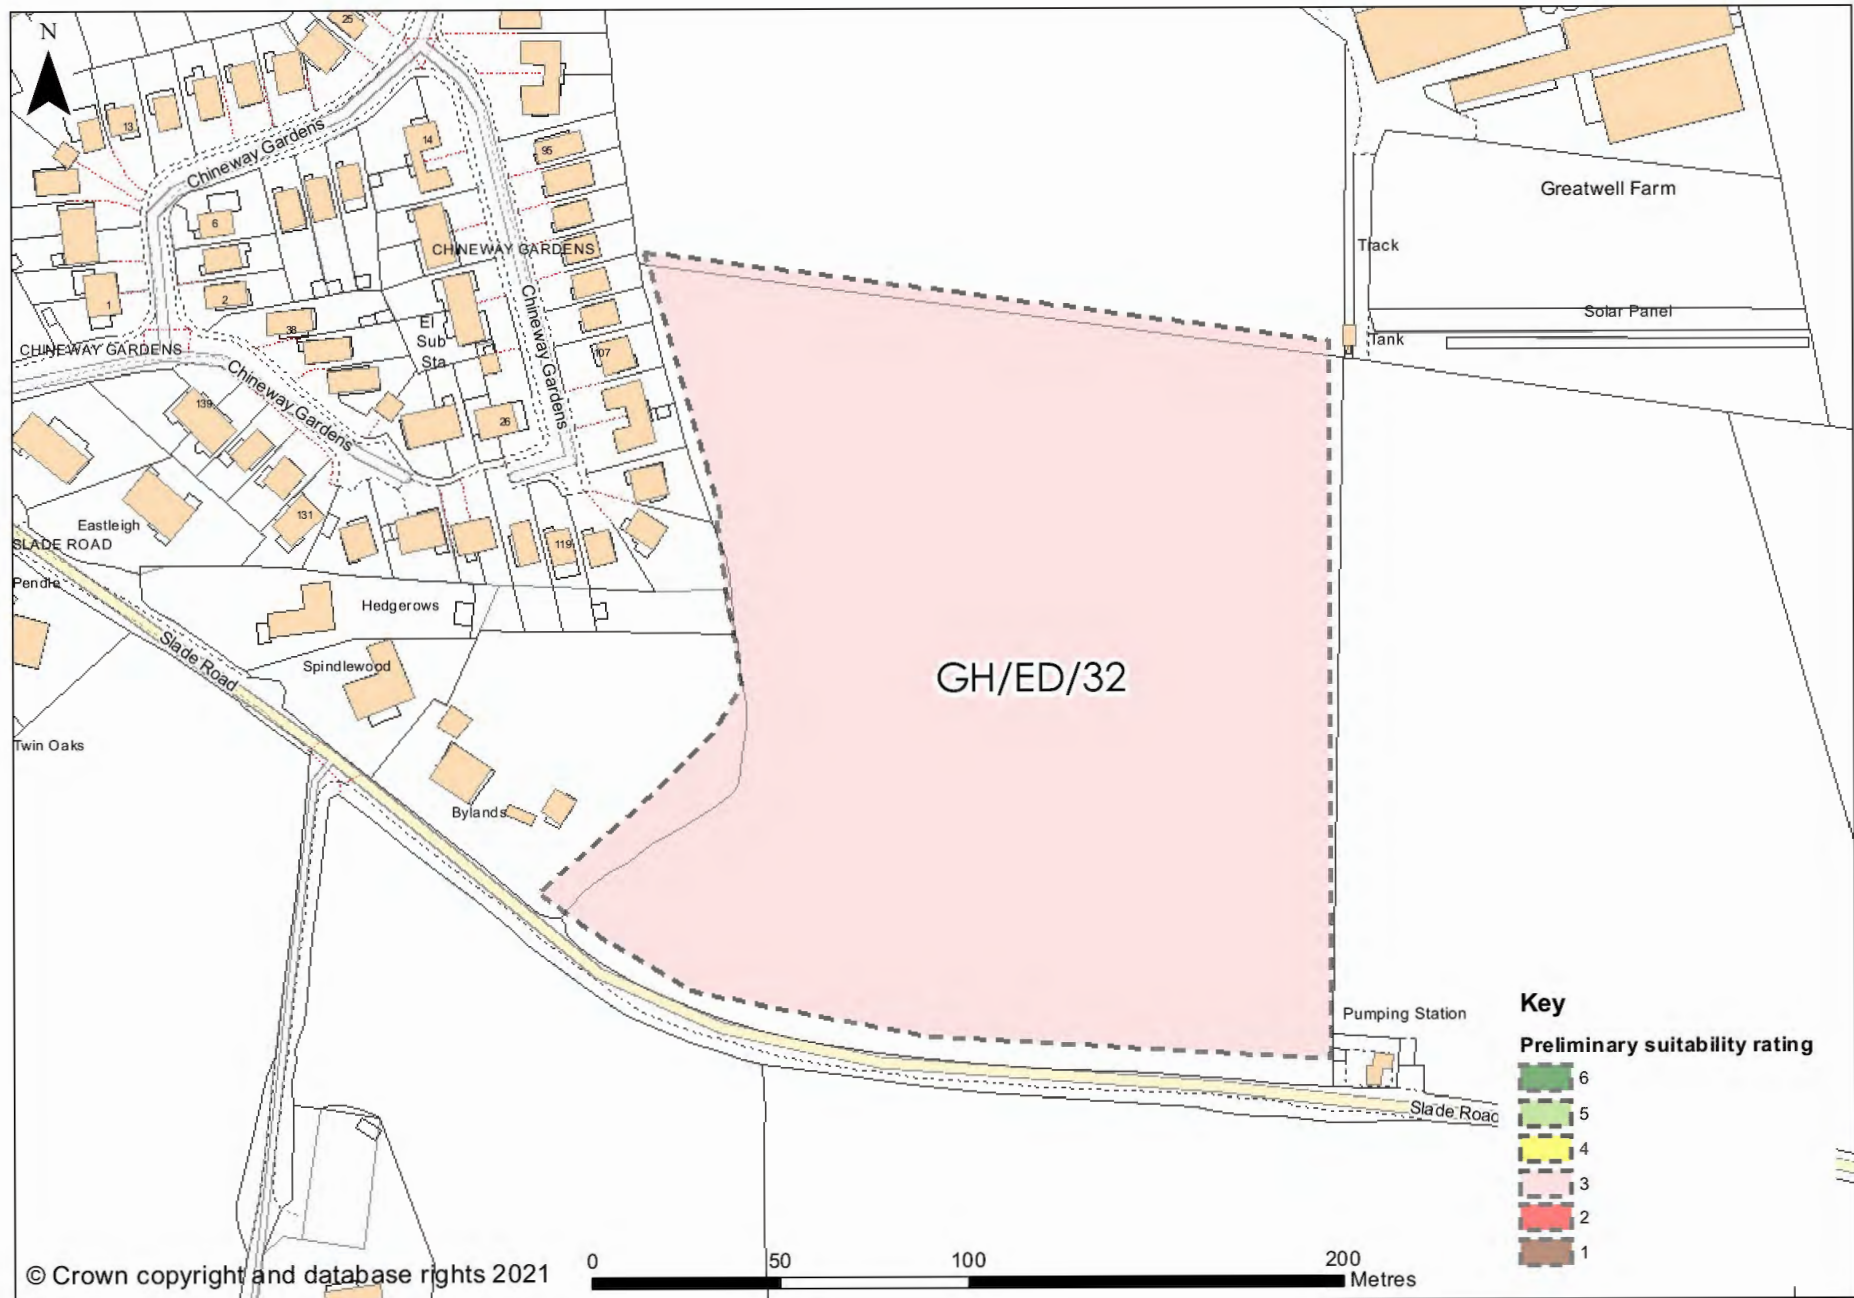 N
25
13
14
95
Chineway Gardens
Greatwell Farm
6
CHINEWAY GARDENS
Track
1
2
Chineway Gardens
El
Sub
Sta
38
Solar Panel
Tank
CHINEWAY GARDENS
107
Chineway Gardens
139
26
131
Eastleigh
SLADE ROAD
119
Pendle
Hedgerows
Slade Road
Spindlewood
GH/ED/32
Twin Oaks
Bylands
Pumping Station
Slade Road
Key
Preliminary suitability rating
6
5
4
3
2
1
© Crown copyright and database rights 2021
0 50 100 200
Metres